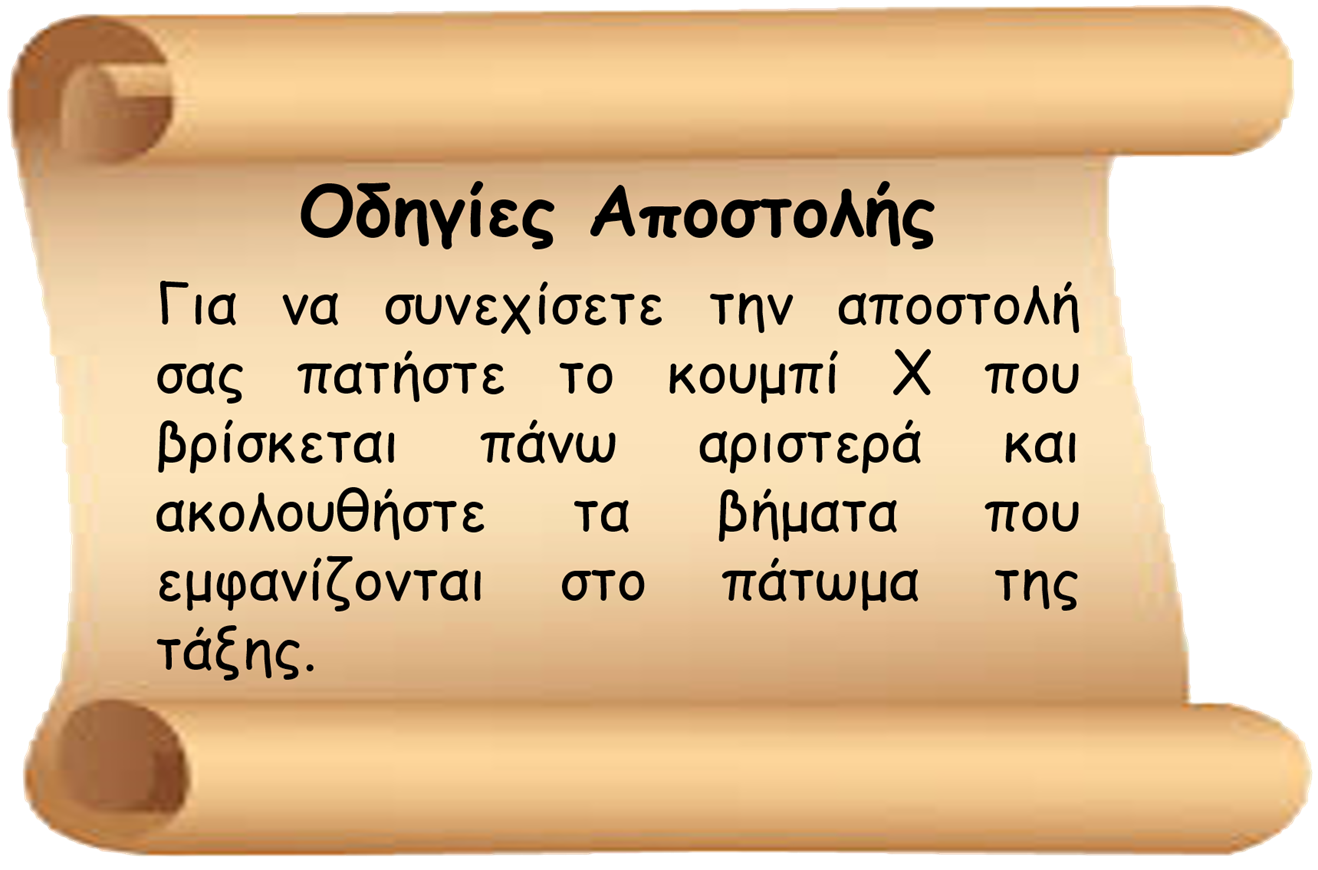 Οδηγίες Αποστολής
Για να συνεχίσετε την αποστολή
σας πατήστε το κουμπί Χ που
βρίσκεται πάνω αριστερά και
ακολουθήστε τα βήματα που
εμφανίζονται στο πάτωμα της
τάξης.